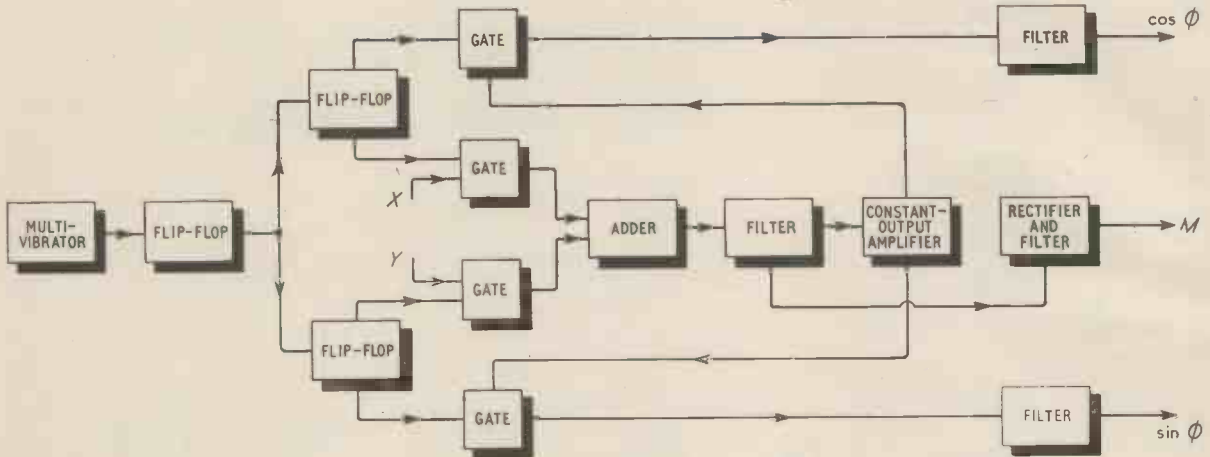 GATE
FILTER
cos φ
FLIP-FLOP
GATE
X
MULTI-
VIBRATOR
FLIP-FLOP
ADDER
FILTER
CONSTANT-
OUTPUT
AMPLIFIER
RECTIFIER
AND
FILTER
M
Y
GATE
FLIP-FLOP
GATE
FILTER
sin φ